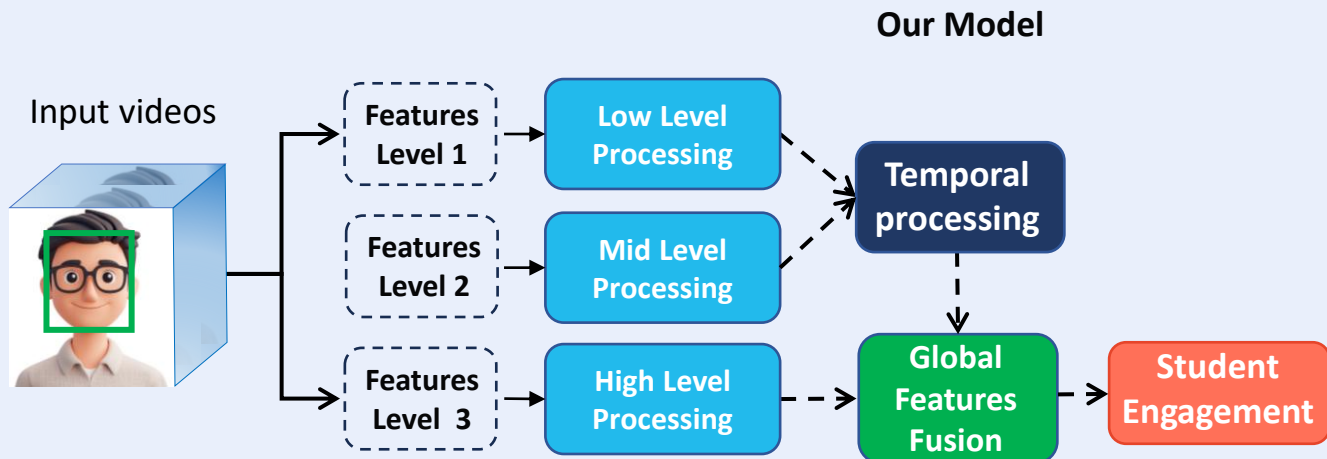 Our Model
Input videos
Features
Level 1
Low Level
Processing
Temporal
processing
Features
Level 2
Mid Level
Processing
Features
Level  3
High Level
Processing
Global
Features
Fusion
Student
Engagement